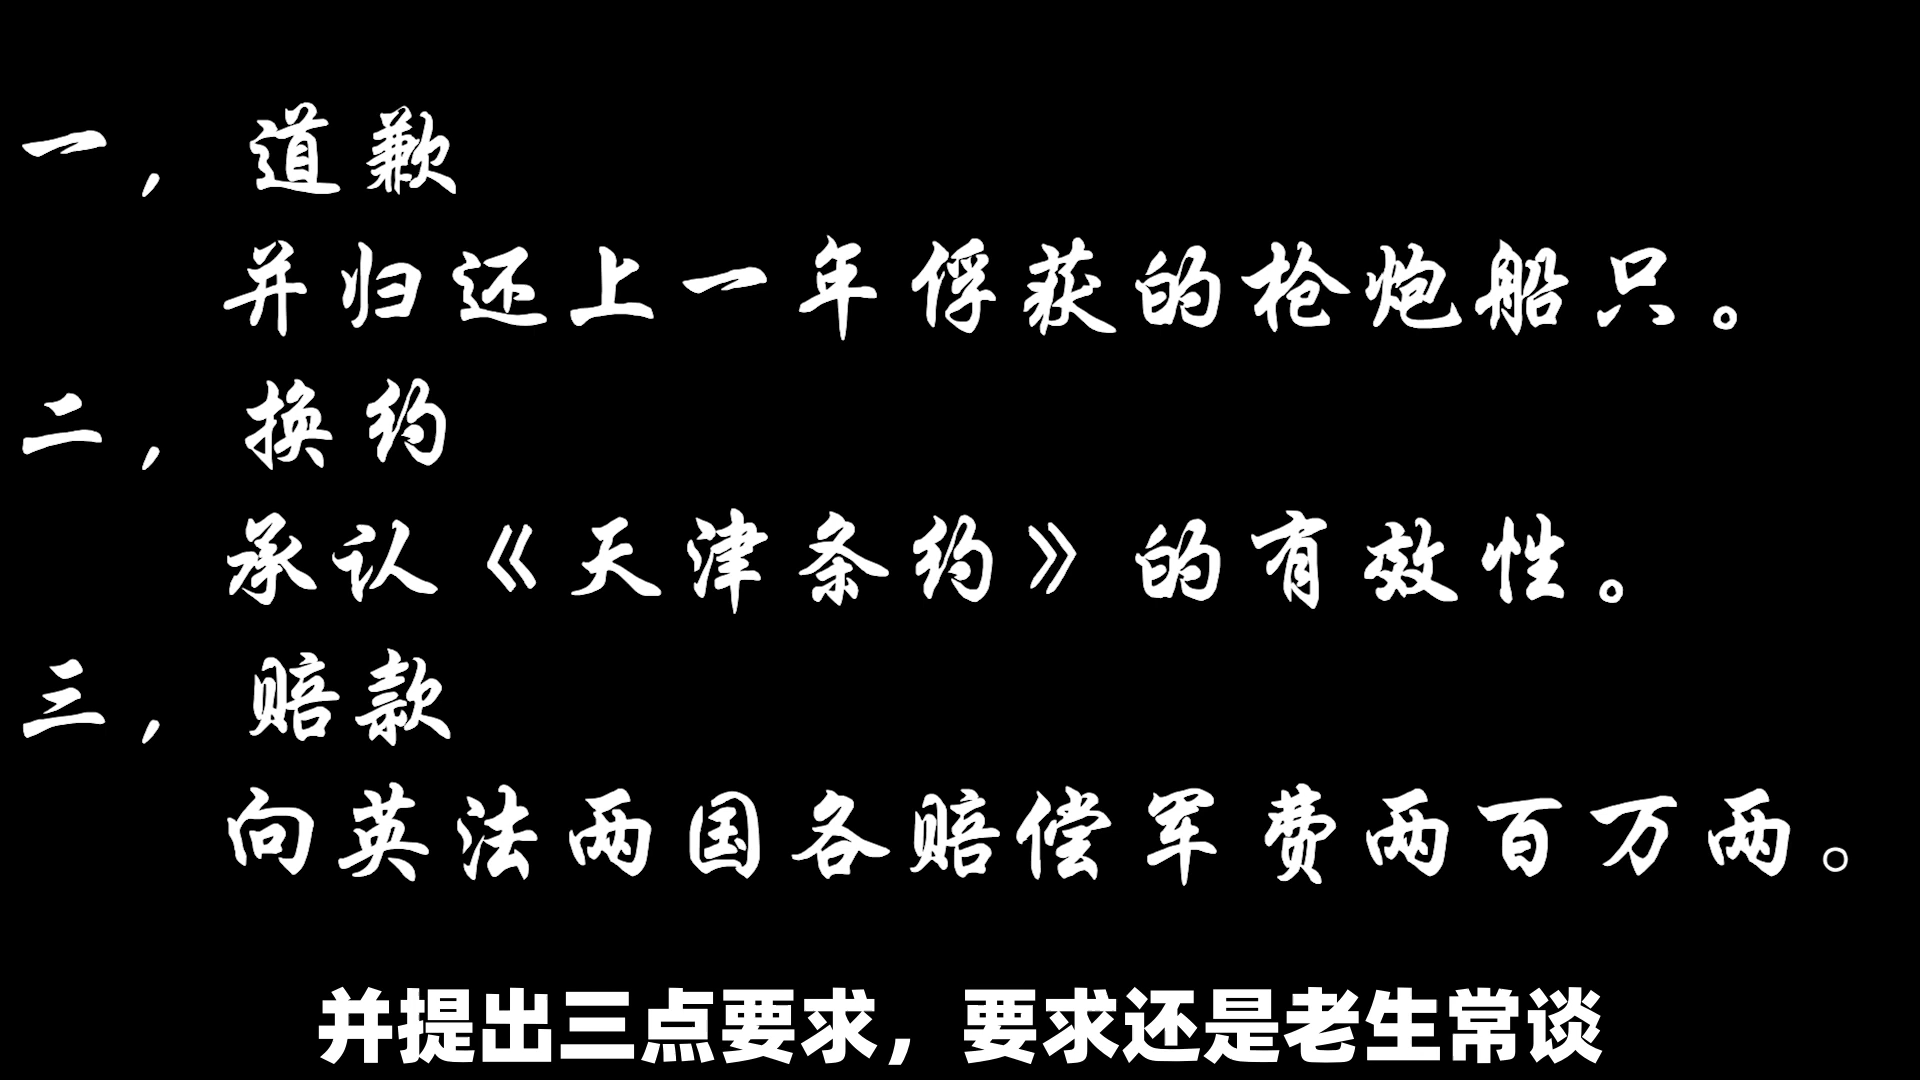 一，道歉
并归还上一年俘获的枪炮船只。
二，换约
承认《天津条约》的有效性。
三，赔款
向英法两国各赔偿军费两百万两。
并提出三点要求，要求还是老生常谈